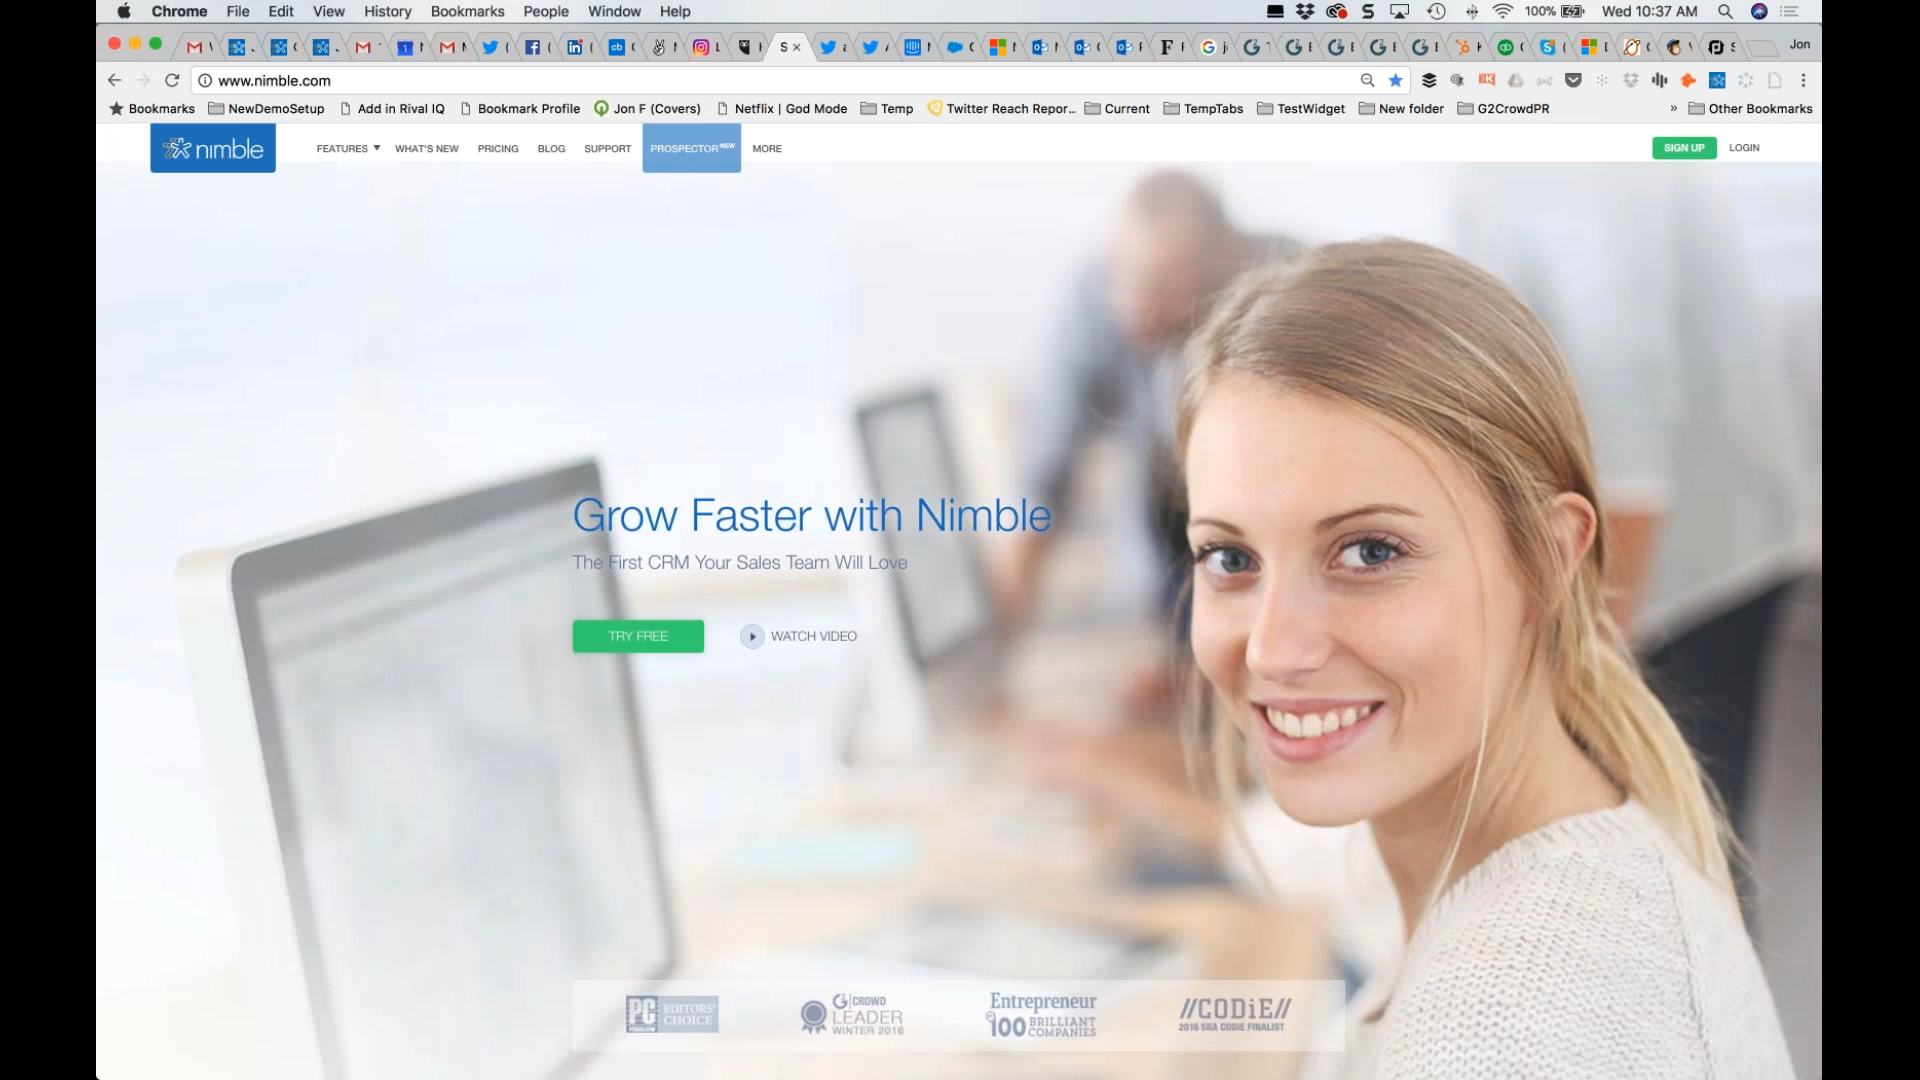 Chrome File Edit View History Bookmarks People Window Help 100% Wed 10:37 AM
Jon
www.nimble.com
Bookmarks NewDemoSetup Add in Rival IQ Bookmark Profile Jon F (Covers) Netflix | God Mode Temp Twitter Reach Repor... Current TempTabs TestWidget New folder G2CrowdPR » Other Bookmarks
nimble FEATURES WHAT'S NEW PRICING BLOG SUPPORT PROSPECTOR NEW MORE SIGN UP LOGIN
Grow Faster with Nimble
The First CRM Your Sales Team Will Love
TRY FREE WATCH VIDEO
PC EDITORS' CHOICE
G2 CROWD LEADER WINTER 2016
Entrepreneur 100 BRILLIANT COMPANIES
//CODiE// 2016 SIIA CODIE FINALIST